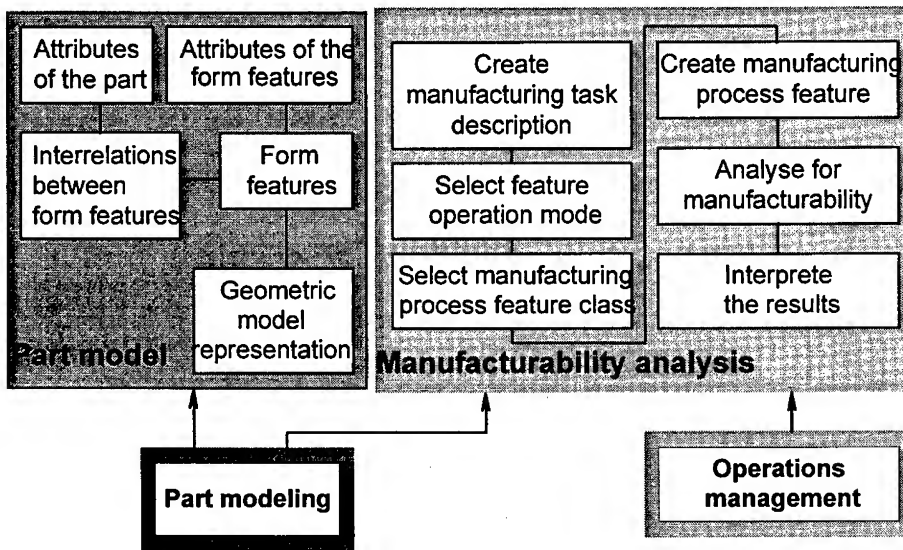 Attributes
of the part
Attributes of the
form features
Interrelations
between
form features
Form
features
Geometric
model
representation
Part model
Create
manufacturing task
description
Select feature
operation mode
Select manufacturing
process feature class
Create manufacturing
process feature
Analyse for
manufacturability
Interprete
the results
Manufacturability analysis
Part modeling
Operations
management